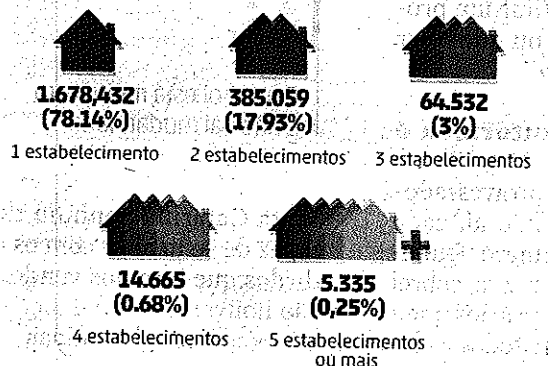 1.678,432
(78.14%)
1 estabelecimento
385.059
(17.93%)
2 estabelecimentos
64.532
(3%)
3 estabelecimentos
14.665
(0.68%)
4 estabelecimentos
5.335
(0,25%)
5 estabelecimentos
ou mais